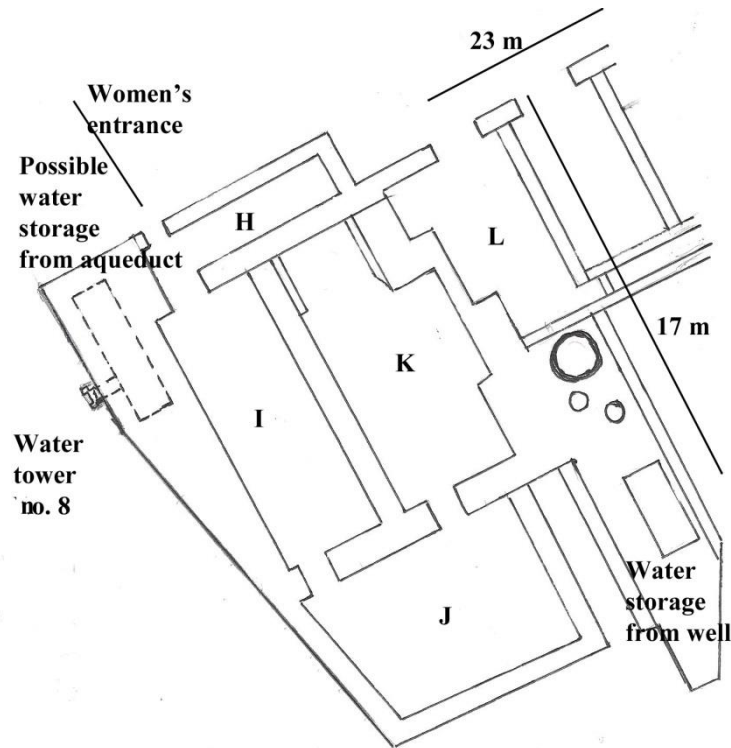 23 m
Women's
entrance
Possible
water
storage
from aqueduct
H
L
17 m
K
I
Water
tower
no. 8
J
Water
storage
from well